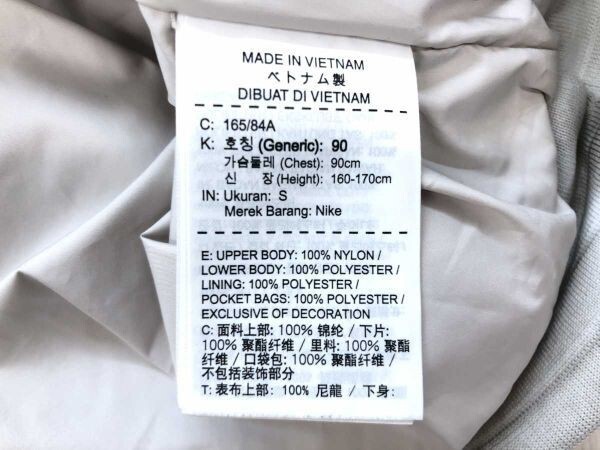 MADE IN VIETNAM
ベトナム製
DIBUAT DI VIETNAM
C: 165/84A
K: 호칭 (Generic): 90
가슴둘레 (Chest): 90cm
신 장 (Height): 160-170cm
IN: Ukuran: S
Merek Barang: Nike
E: UPPER BODY: 100% NYLON /
LOWER BODY: 100% POLYESTER /
LINING: 100% POLYESTER /
POCKET BAGS: 100% POLYESTER /
EXCLUSIVE OF DECORATION
C: 面料上部: 100% 锦纶 / 下片:
100% 聚酯纤维 / 里料: 100% 聚酯
纤维 / 口袋包: 100% 聚酯纤维 /
不包括装饰部分
T: 表布上部: 100% 尼龍 / 下身: